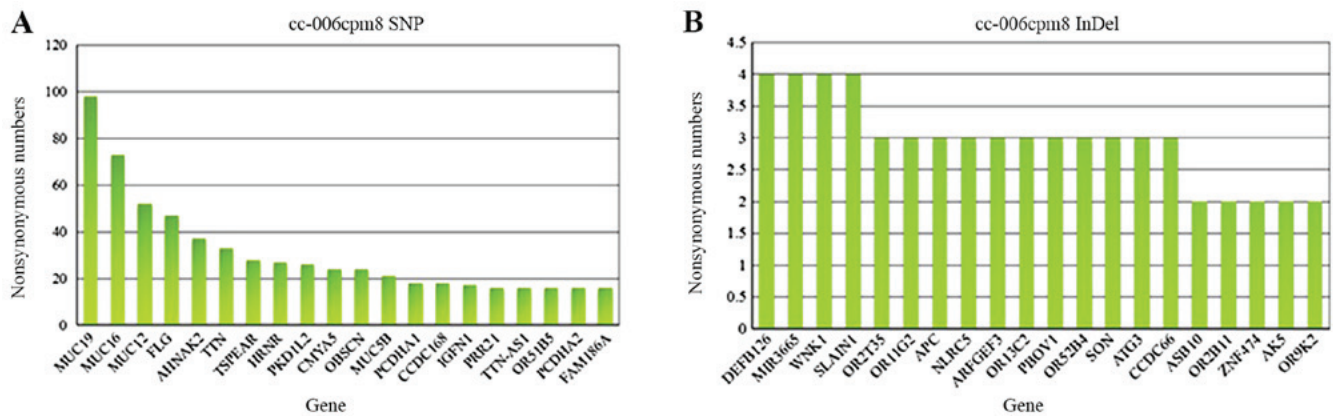 A
cc-006cpm8 SNP
Nonsynonymous numbers
120
100
80
60
40
20
0
MUC19
MUC16
MUC12
FLG
AHNAK2
TTN
TSPEAR
HRNR
PKD1L2
CMYA5
OBSCN
MUC5B
PCDHA1
CCDC168
IGFN1
PRR21
TTN-AS1
OR51B5
PCDHA2
FAM186A
Gene
B
cc-006cpm8 InDel
Nonsynonymous numbers
4.5
4
3.5
3
2.5
2
1.5
1
0.5
0
DEFB126
MIR3665
WNK1
SLAIN1
OR2T35
OR11G2
APC
NLRC5
ARFGEF3
OR13C2
PROV1
OR52B4
SON
ATG3
CCDC66
ASB10
OR2B11
ZNF474
AK5
OR9K2
Gene